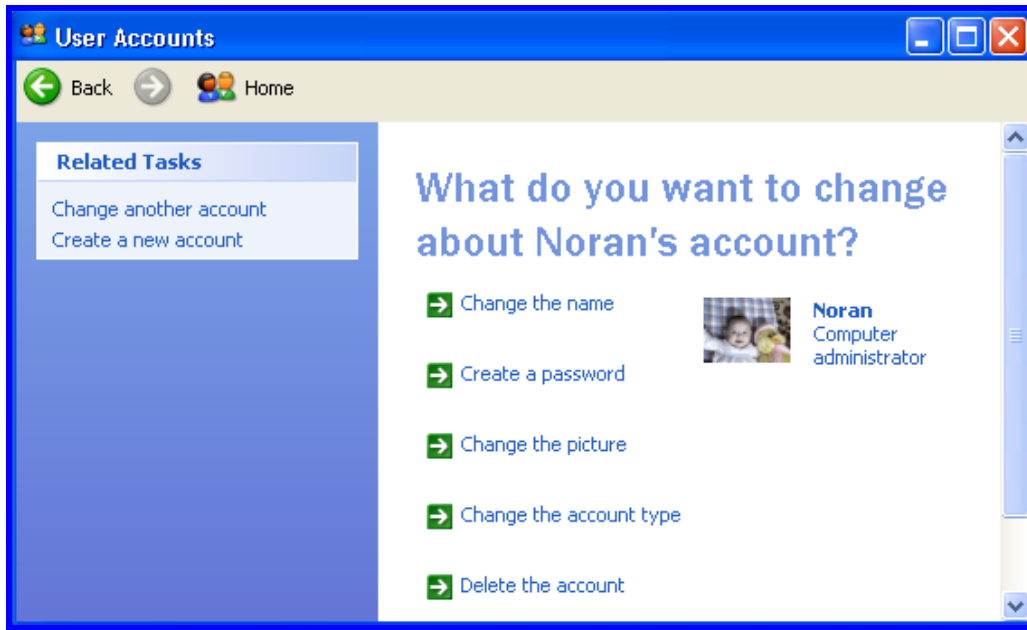 User Accounts
Back Home
Related Tasks
Change another account
Create a new account
What do you want to change
about Noran's account?
Change the name
Create a password
Change the picture
Change the account type
Delete the account
Noran
Computer
administrator